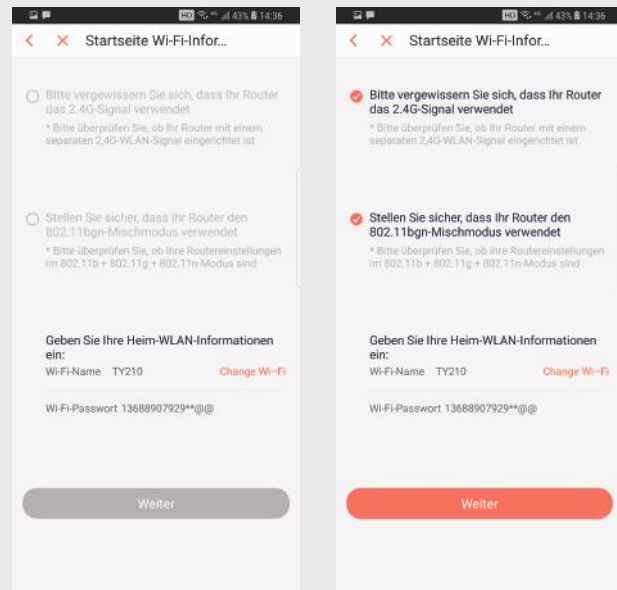 HD 43% 14:36
Startseite Wi-Fi-Infor...
Bitte vergewissern Sie sich, dass Ihr Router
das 2.4G-Signal verwendet
* Bitte überprüfen Sie, ob Ihr Router mit einem
separaten 2,4G-WLAN-Signal eingerichtet ist
Stellen Sie sicher, dass Ihr Router den
802.11bgn-Mischmodus verwendet
* Bitte überprüfen Sie, ob Ihre Routereinstellungen
im 802.11b + 802.11g + 802.11n-Modus sind
Geben Sie Ihre Heim-WLAN-Informationen
ein:
Wi-Fi-Name TY210 Change Wi-Fi
Wi-Fi-Passwort 13688907929**@@
Weiter
HD 43% 14:36
Startseite Wi-Fi-Infor...
Bitte vergewissern Sie sich, dass Ihr Router
das 2.4G-Signal verwendet
* Bitte überprüfen Sie, ob Ihr Router mit einem
separaten 2,4G-WLAN-Signal eingerichtet ist
Stellen Sie sicher, dass Ihr Router den
802.11bgn-Mischmodus verwendet
* Bitte überprüfen Sie, ob Ihre Routereinstellungen
im 802.11b + 802.11g + 802.11n-Modus sind
Geben Sie Ihre Heim-WLAN-Informationen
ein:
Wi-Fi-Name TY210 Change Wi-Fi
Wi-Fi-Passwort 13688907929**@@
Weiter